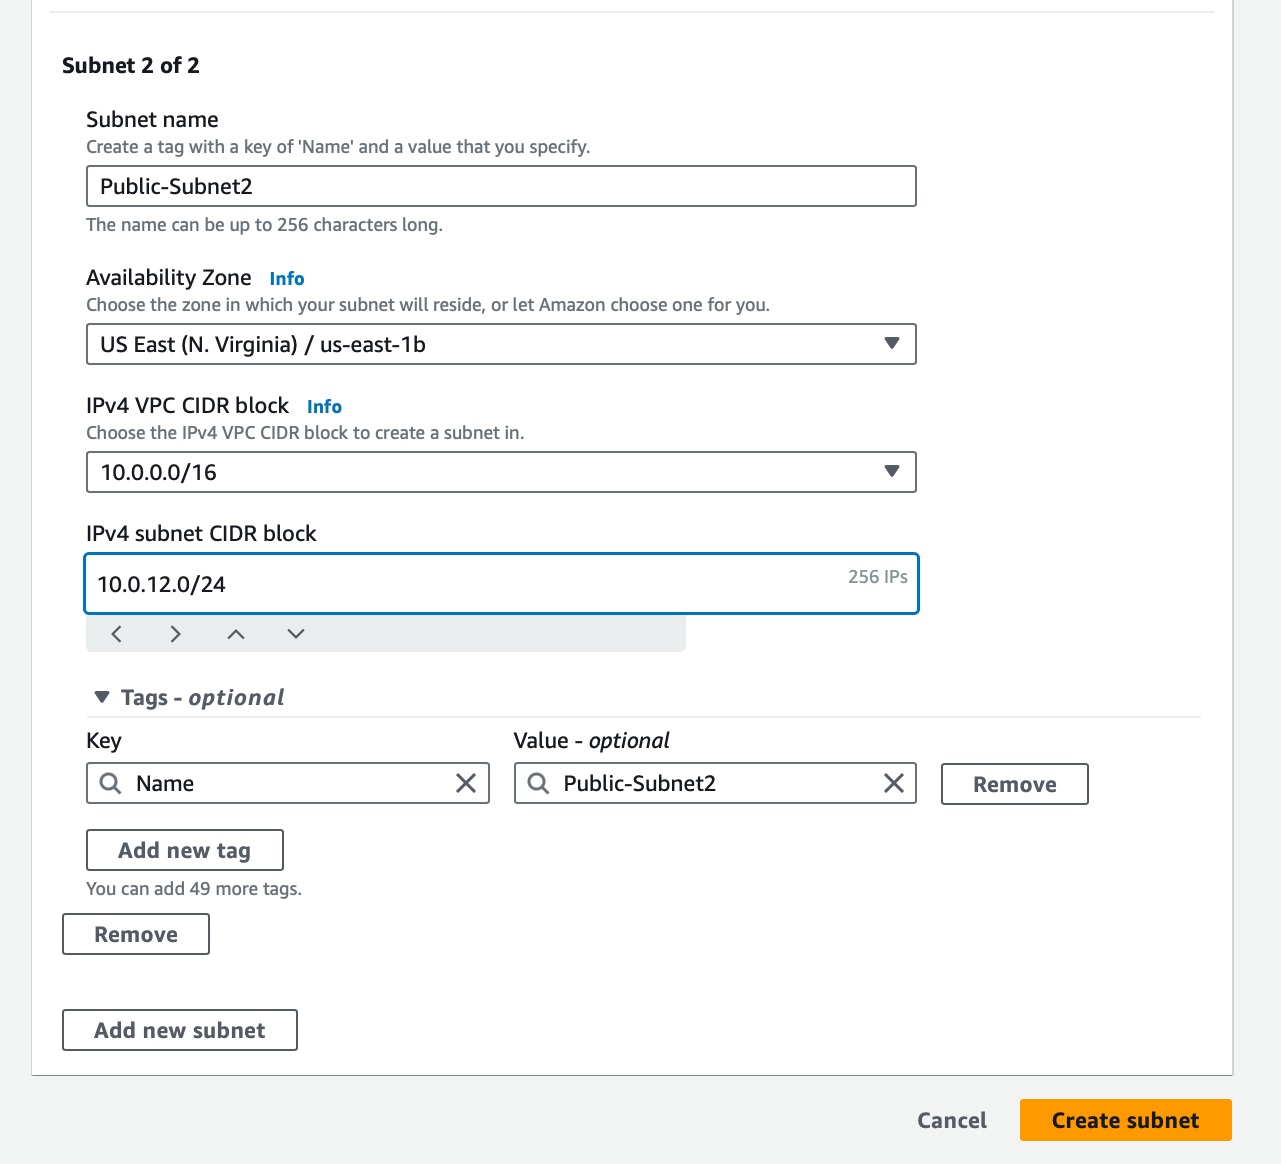 Subnet 2 of 2
Subnet name
Create a tag with a key of 'Name' and a value that you specify.
Public-Subnet2
The name can be up to 256 characters long.
Availability Zone Info
Choose the zone in which your subnet will reside, or let Amazon choose one for you.
US East (N. Virginia) / us-east-1b
IPv4 VPC CIDR block Info
Choose the IPv4 VPC CIDR block to create a subnet in.
10.0.0.0/16
IPv4 subnet CIDR block
10.0.12.0/24 256 IPs
Tags - optional
Key Value - optional
Name Public-Subnet2 Remove
Add new tag
You can add 49 more tags.
Remove
Add new subnet
Cancel Create subnet